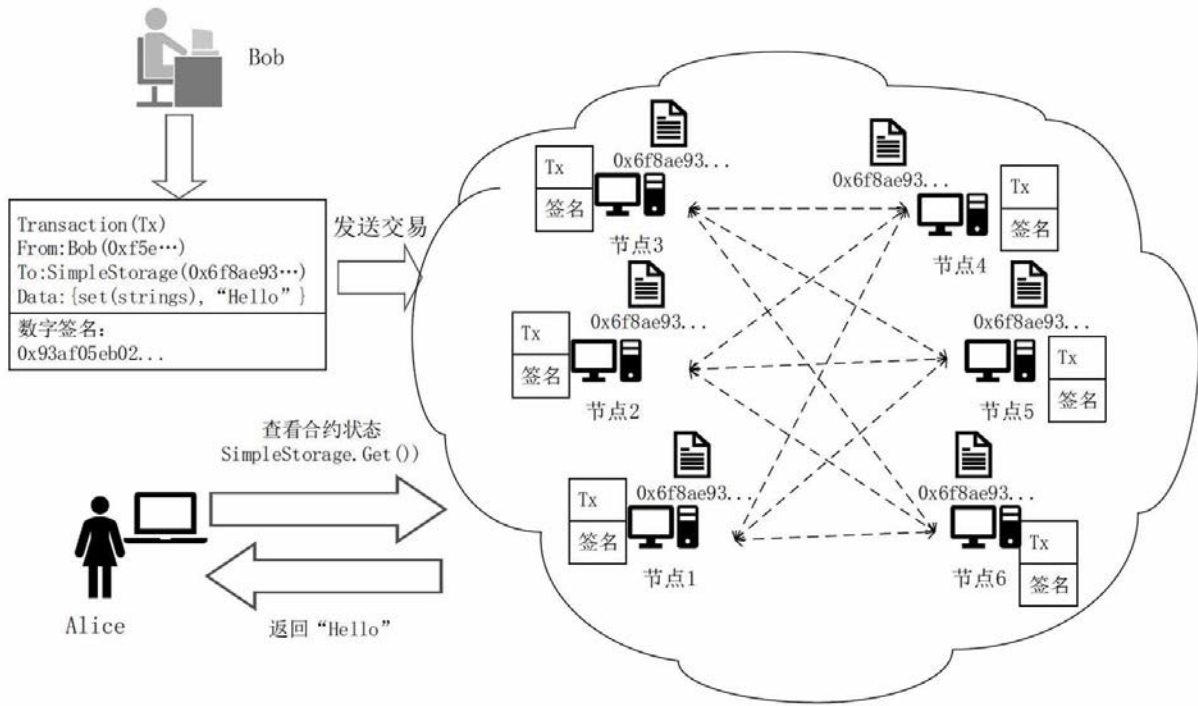 Bob
Transaction(Tx)
From:Bob(0xf5e…)
To:SimpleStorage(0x6f8ae93…)
Data:{set(strings), “Hello”}
数字签名:
0x93af05eb02...
发送交易
查看合约状态
SimpleStorage.Get())
Alice
返回“Hello”
0x6f8ae93...
Tx
签名
节点3
0x6f8ae93...
Tx
签名
节点4
0x6f8ae93...
Tx
签名
节点2
0x6f8ae93...
Tx
签名
节点5
0x6f8ae93...
Tx
签名
节点1
0x6f8ae93...
Tx
签名
节点6